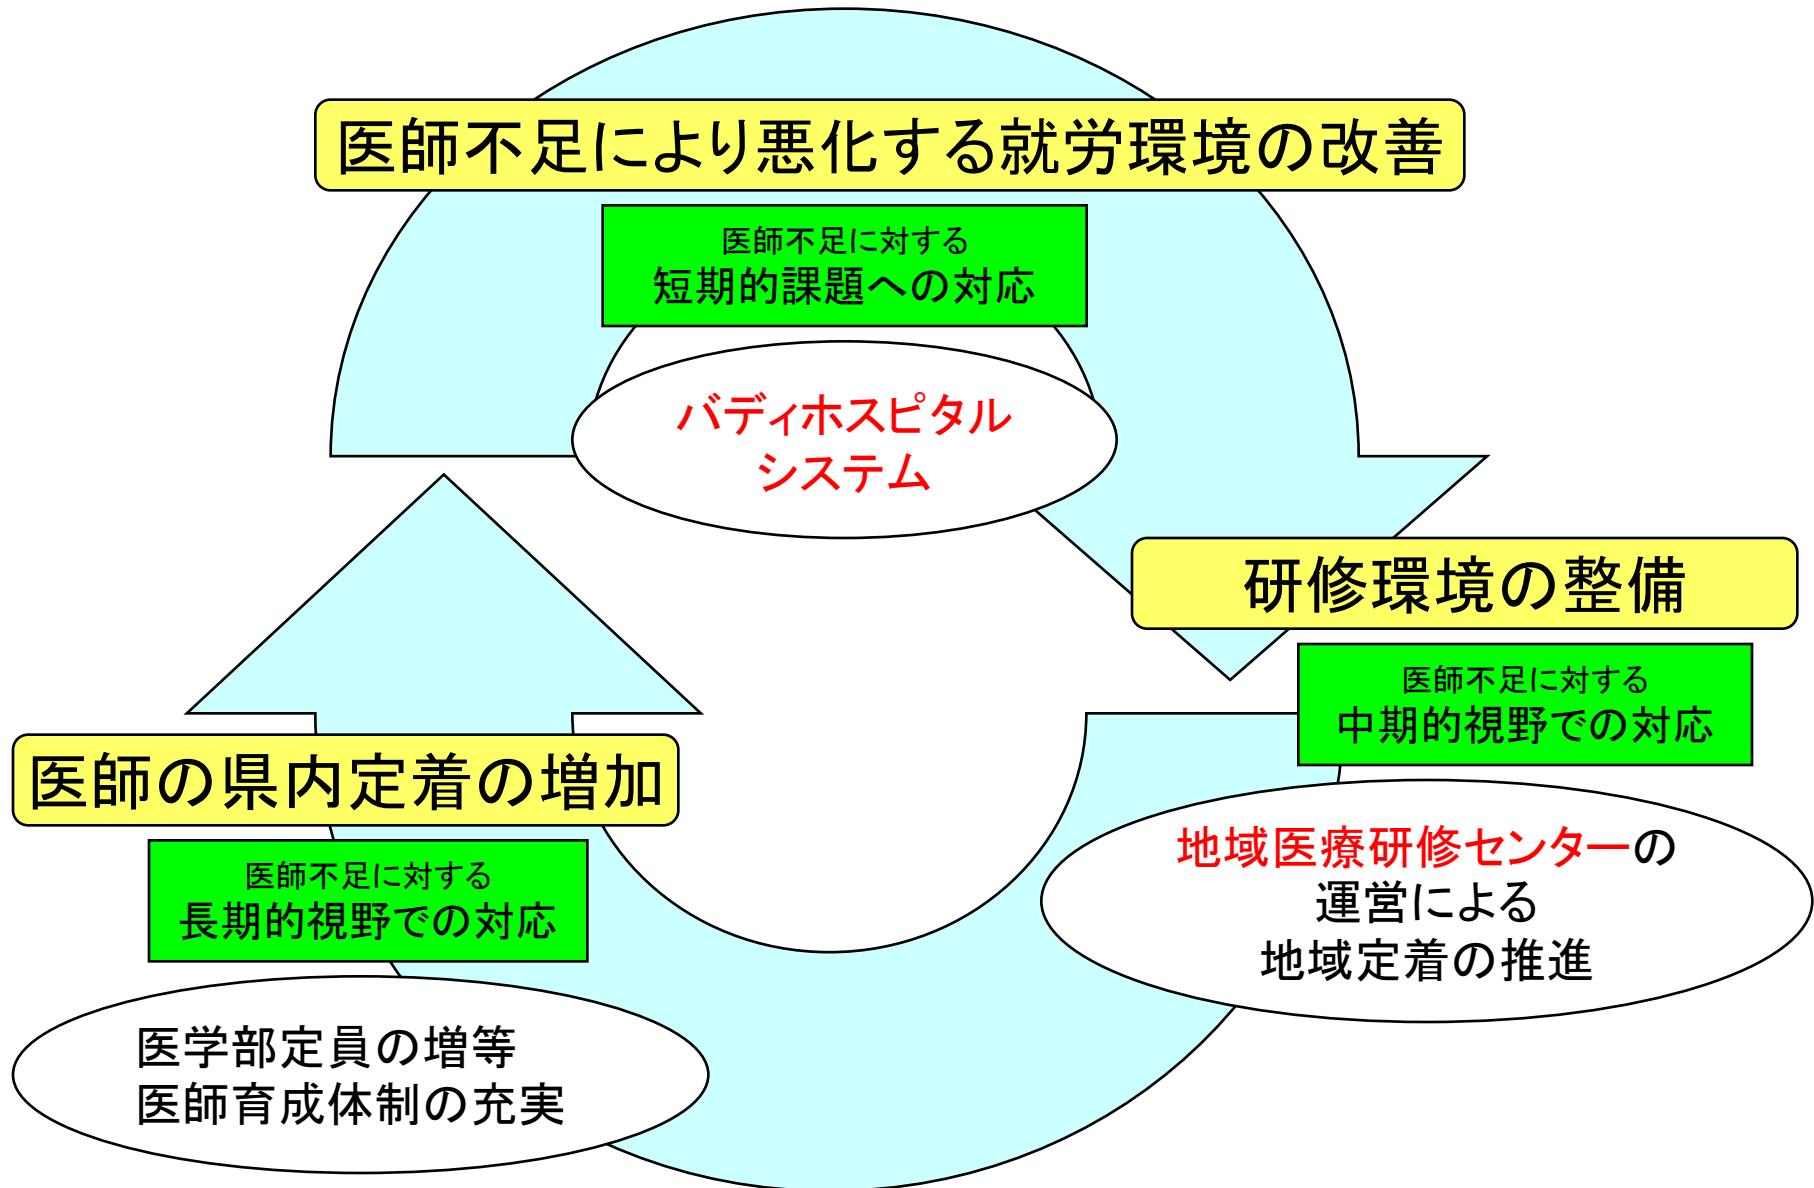 医師不足により悪化する就労環境の改善
医師不足に対する
短期的課題への対応
バディホスピタル
システム
研修環境の整備
医師不足に対する
中期的視野での対応
地域医療研修センターの
運営による
地域定着の推進
医師の県内定着の増加
医師不足に対する
長期的視野での対応
医学部定員の増等
医師育成体制の充実